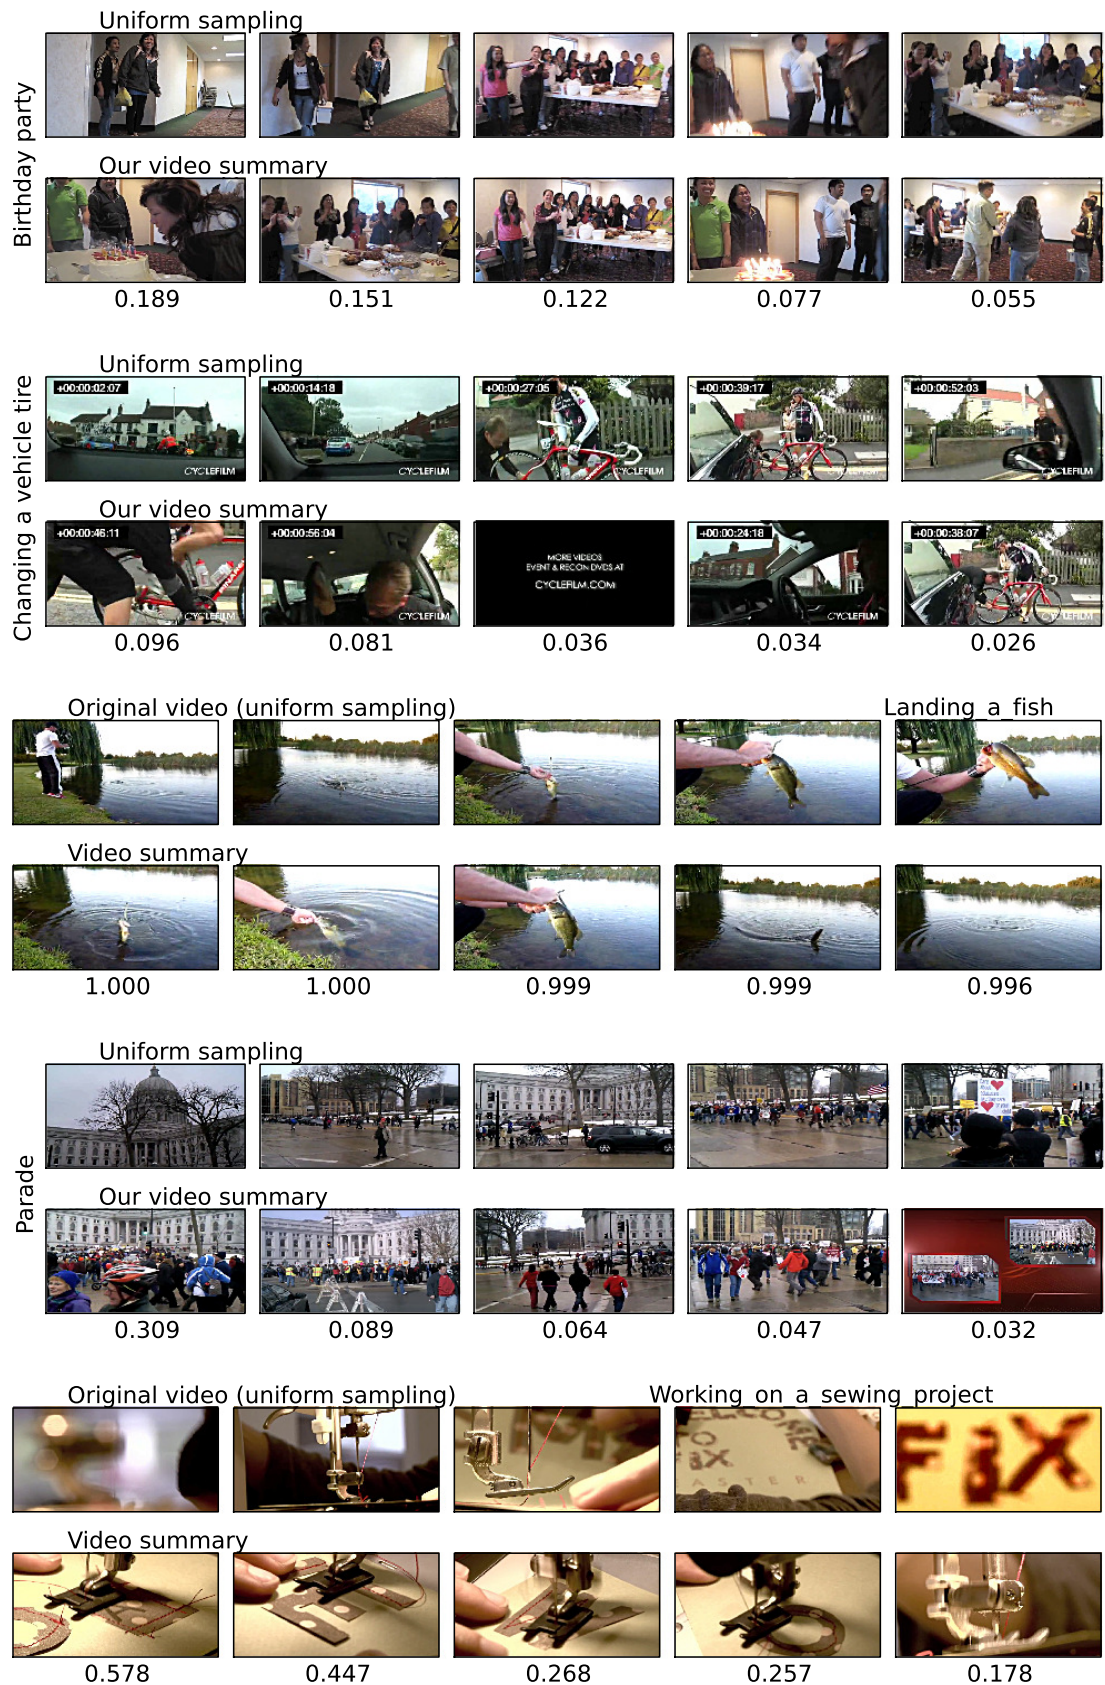 Uniform sampling
Birthday party
Our video summary
0.189 0.151 0.122 0.077 0.055
Uniform sampling
Changing a vehicle tire
+00:00:02:07 +00:00:14:18 +00:00:27:05 +00:00:39:17 +00:00:52:03
CYCLEFILM CYCLEFILM CYCLEFILM CYCLEFILM CYCLEFILM
Our video summary
+00:00:46:11 +00:00:56:04 +00:00:24:18 +00:00:38:07
MORE VIDEOS
EVENT & RECON DVDS AT
CYCLEFILM.COM
CYCLEFILM CYCLEFILM CYCLEFILM CYCLEFILM
0.096 0.081 0.036 0.034 0.026
Original video (uniform sampling) Landing_a_fish
Video summary
1.000 1.000 0.999 0.999 0.996
Uniform sampling
Parade
Our video summary
0.309 0.089 0.064 0.047 0.032
Original video (uniform sampling) Working_on_a_sewing_project
FiX
Video summary
0.578 0.447 0.268 0.257 0.178